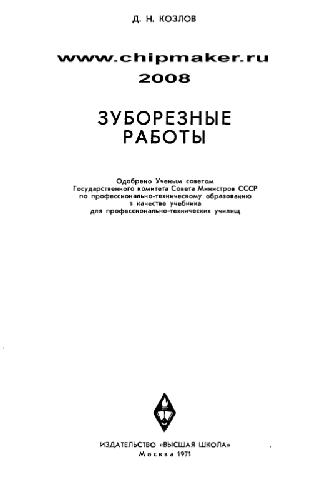 Д. Н. КОЗЛОВ
www.chipmaker.ru
2008
ЗУБОРЕЗНЫЕ
РАБОТЫ
Одобрено Ученым советом
Государственного комитета Совета Министров СССР
по профессионально-техническому образованию
в качестве учебника
для профессионально-технических училищ
ИЗДАТЕЛЬСТВО «ВЫСШАЯ ШКОЛА»
Москва 1971